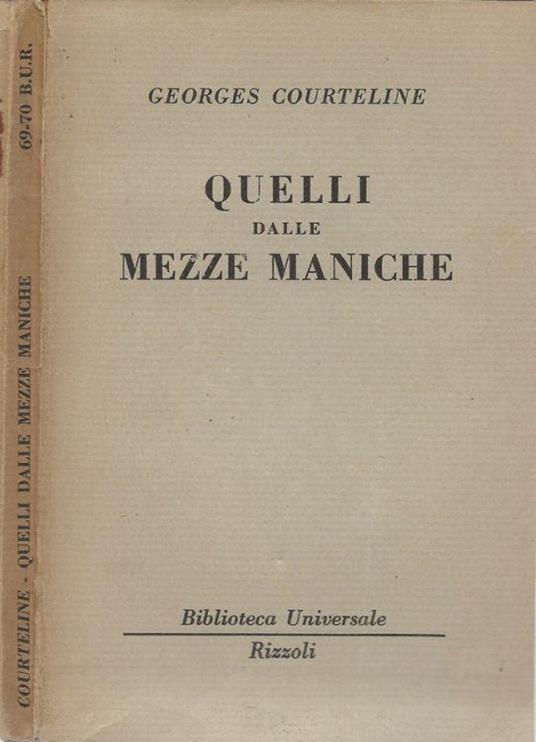 GEORGES COURTELINE
QUELLI
DALLE
MEZZE MANICHE
Biblioteca Universale
Rizzoli
COURTELINE - QUELLI DALLE MEZZE MANICHE 69-70 B.U.R.